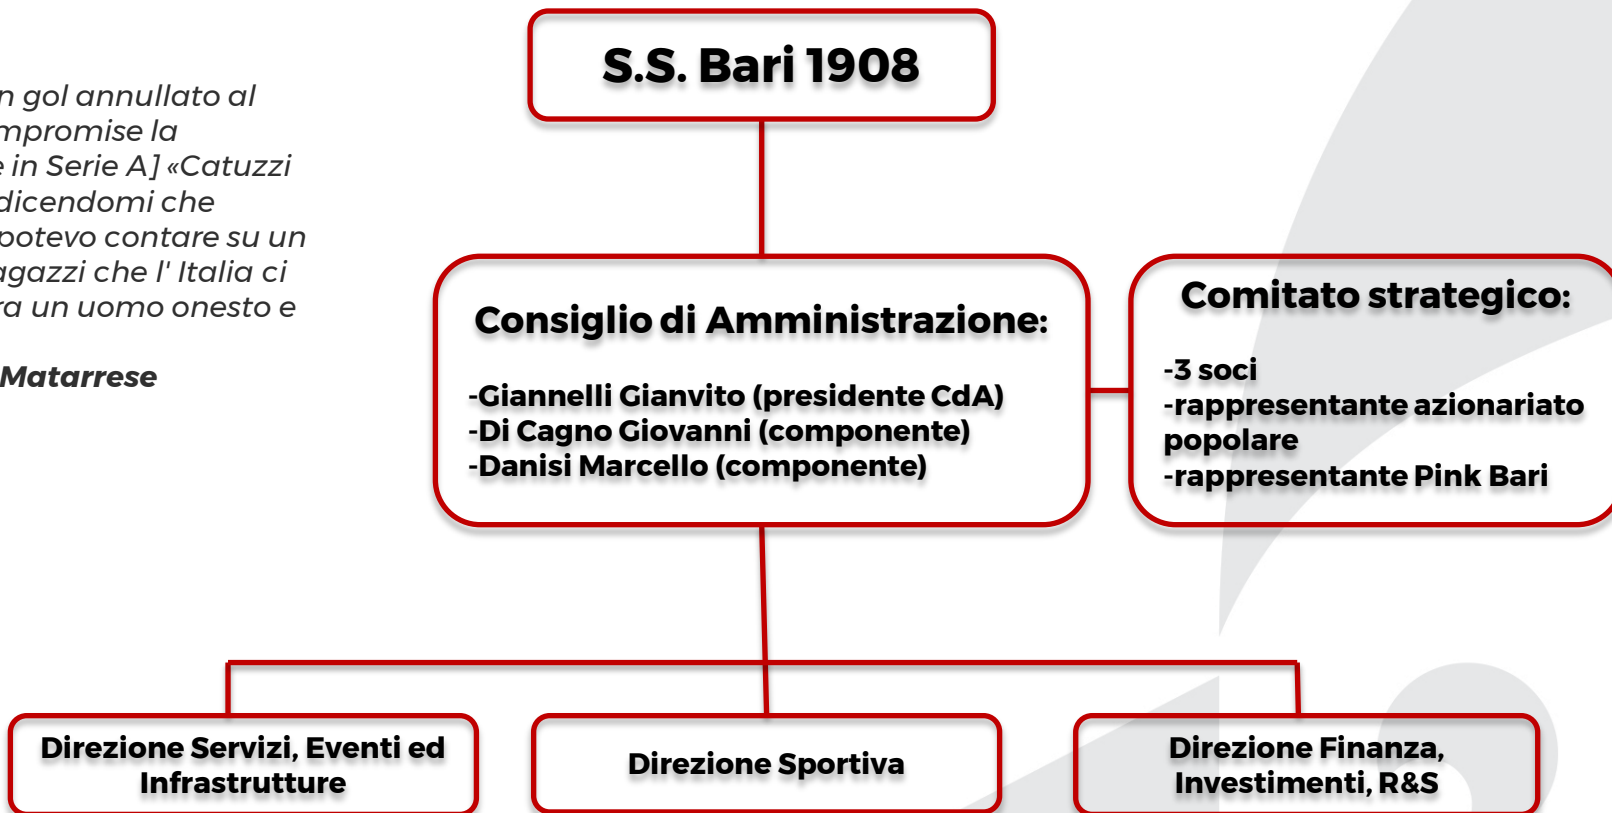 S.S. Bari 1908
n gol annullato al
mpromise la
e in Serie A] «Catuzzi
dicendomi che
potevo contare su un
agazzi che l' Italia ci
ra un uomo onesto e
Matarrese
Consiglio di Amministrazione:
-Giannelli Gianvito (presidente CdA)
-Di Cagno Giovanni (componente)
-Danisi Marcello (componente)
Comitato strategico:
-3 soci
-rappresentante azionariato
popolare
-rappresentante Pink Bari
Direzione Servizi, Eventi ed
Infrastrutture
Direzione Sportiva
Direzione Finanza,
Investimenti, R&S